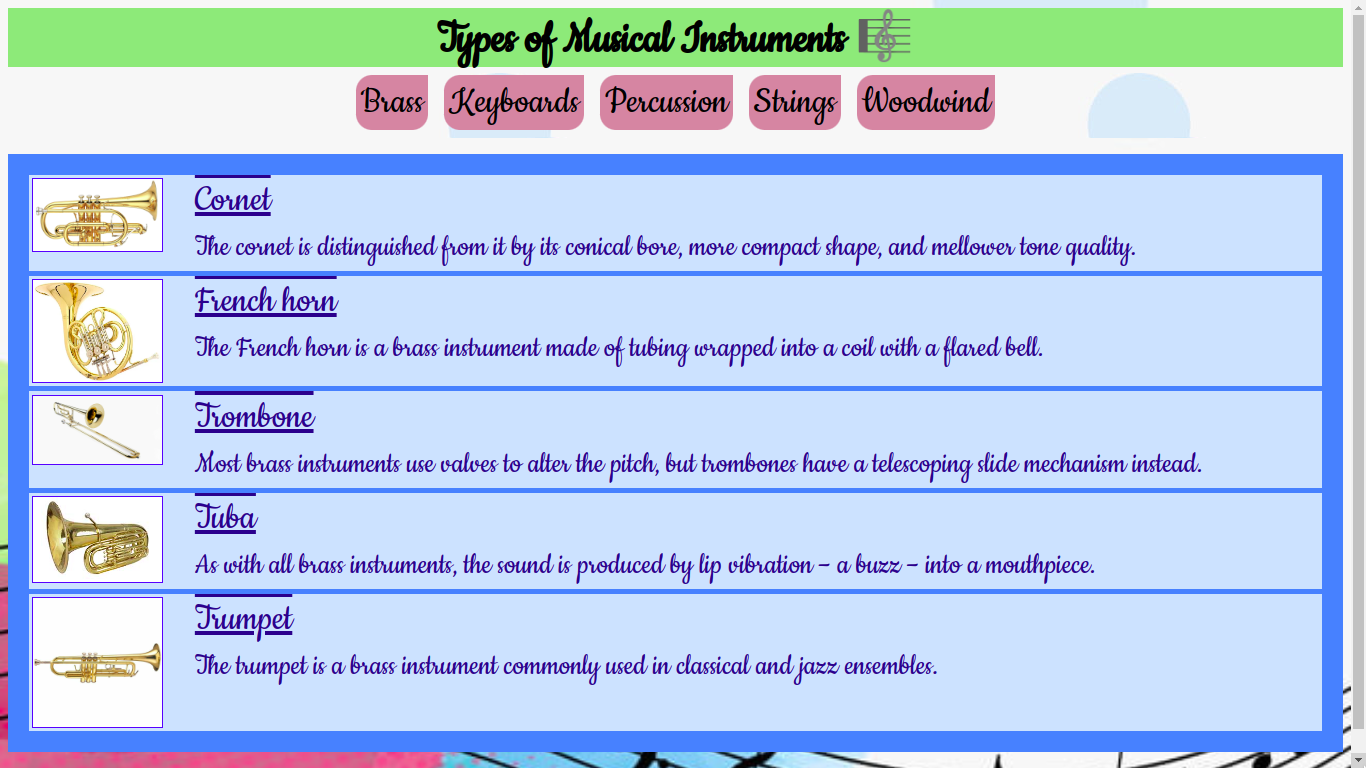 Types of Musical Instruments 🎼
Brass Keyboards Percussion Strings Woodwind
Cornet
The cornet is distinguished from it by its conical bore, more compact shape, and mellower tone quality.
French horn
The French horn is a brass instrument made of tubing wrapped into a coil with a flared bell.
Trombone
Most brass instruments use valves to alter the pitch, but trombones have a telescoping slide mechanism instead.
Tuba
As with all brass instruments, the sound is produced by lip vibration – a buzz – into a mouthpiece.
Trumpet
The trumpet is a brass instrument commonly used in classical and jazz ensembles.